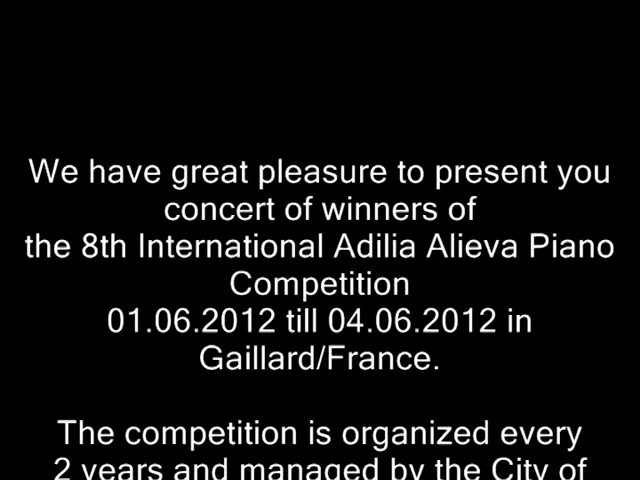 We have great pleasure to present you
concert of winners of
the 8th International Adilia Alieva Piano
Competition
01.06.2012 till 04.06.2012 in
Gaillard/France.
The competition is organized every
2 years and managed by the City of